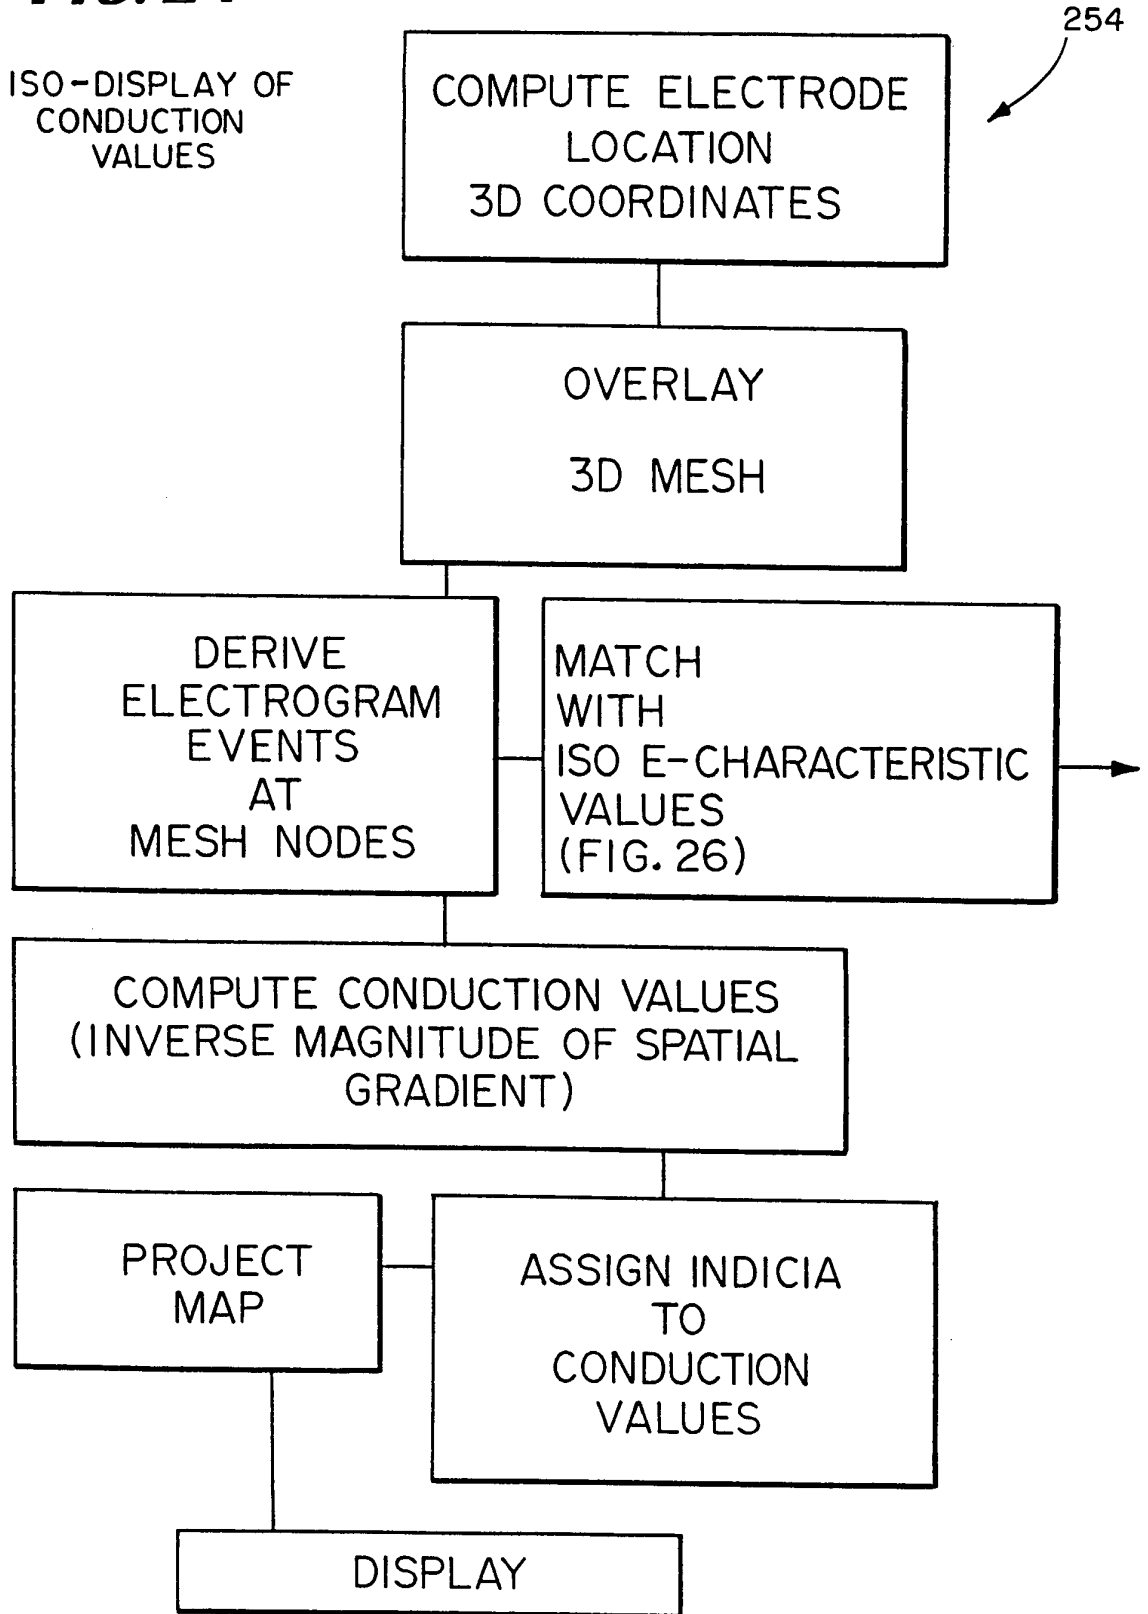 254
ISO-DISPLAY OF
CONDUCTION
VALUES
COMPUTE ELECTRODE
LOCATION
3D COORDINATES
OVERLAY
3D MESH
DERIVE
ELECTROGRAM
EVENTS
AT
MESH NODES
MATCH
WITH
ISO E-CHARACTERISTIC
VALUES
(FIG. 26)
COMPUTE CONDUCTION VALUES
(INVERSE MAGNITUDE OF SPATIAL
GRADIENT)
PROJECT
MAP
ASSIGN INDICIA
TO
CONDUCTION
VALUES
DISPLAY